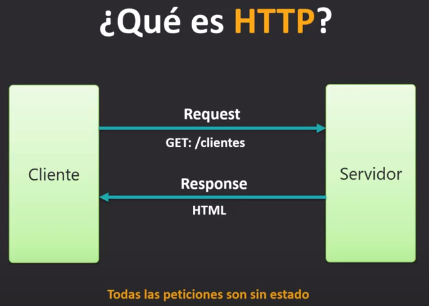 ¿Qué es HTTP?
Request
GET: /clientes
Cliente
Servidor
Response
HTML
Todas las peticiones son sin estado